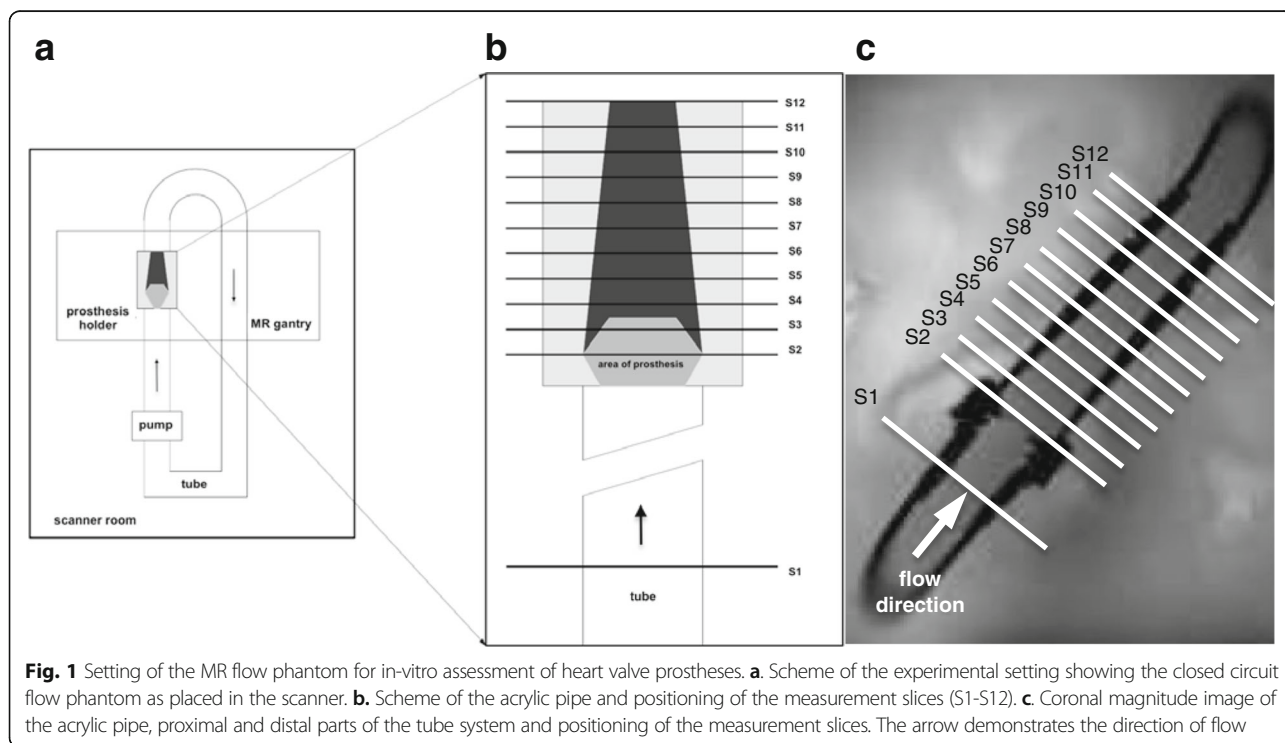 a
prosthesis
holder
MR gantry
pump
tube
scanner room
b
S12
S11
S10
S9
S8
S7
S6
S5
S4
S3
S2
area of prosthesis
S1
tube
c
S12
S11
S10
S9
S8
S7
S6
S5
S4
S3
S2
S1
flow
direction
Fig. 1 Setting of the MR flow phantom for in-vitro assessment of heart valve prostheses. a. Scheme of the experimental setting showing the closed circuit
flow phantom as placed in the scanner. b. Scheme of the acrylic pipe and positioning of the measurement slices (S1-S12). c. Coronal magnitude image of
the acrylic pipe, proximal and distal parts of the tube system and positioning of the measurement slices. The arrow demonstrates the direction of flow